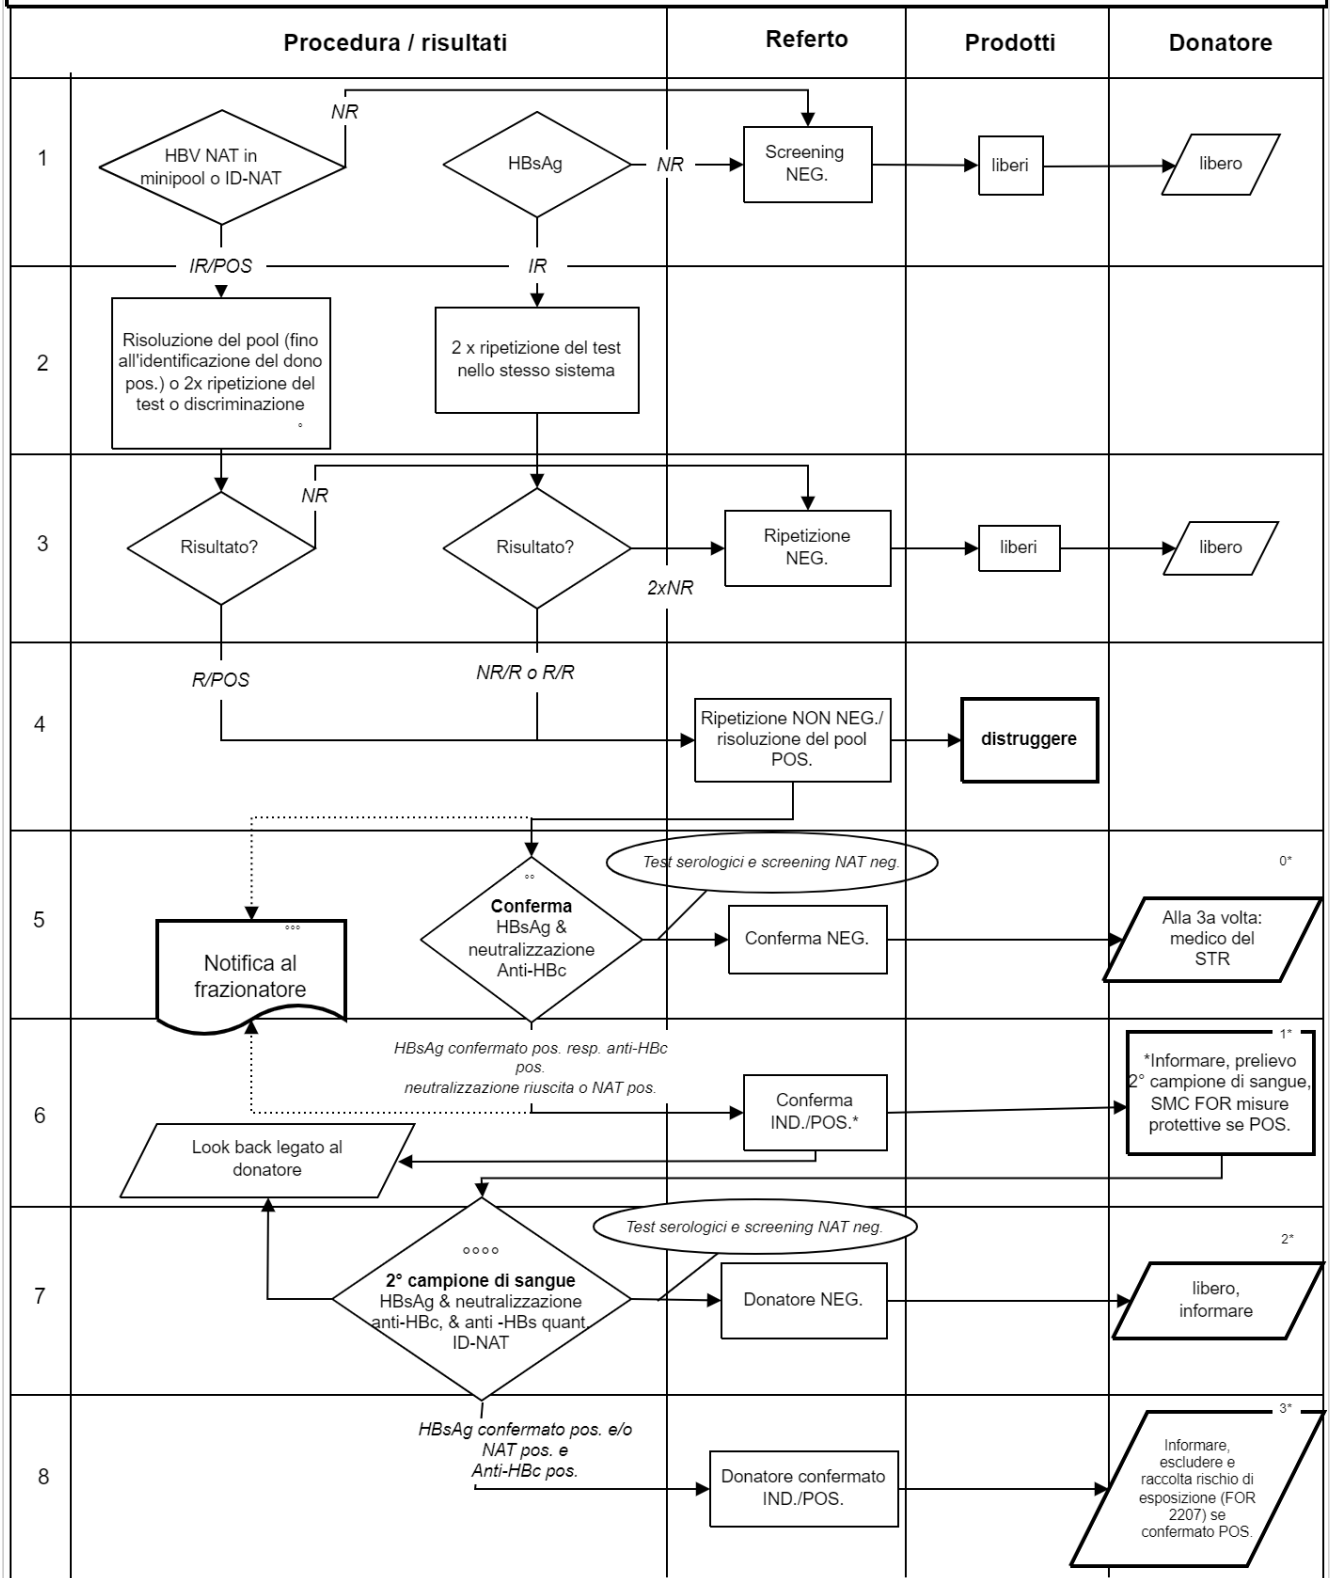 Procedura / risultati
Referto
Prodotti
Donatore
1
HBV NAT in
minipool o ID-NAT
NR
HBsAg
NR
Screening
NEG.
liberi
libero
IR/POS
IR
2
Risoluzione del pool (fino
all'identificazione del dono
pos.) o 2x ripetizione del
test o discriminazione
°
2 x ripetizione del test
nello stesso sistema
3
Risultato?
NR
Risultato?
2xNR
Ripetizione
NEG.
liberi
libero
4
R/POS
NR/R o R/R
Ripetizione NON NEG./
risoluzione del pool
POS.
distruggere
5
°°°
Notifica al
frazionatore
°°
Conferma
HBsAg &
neutralizzazione
Anti-HBc
Test serologici e screening NAT neg.
Conferma NEG.
0*
Alla 3a volta:
medico del
STR
6
HBsAg confermato pos. resp. anti-HBc
pos.
neutralizzazione riuscita o NAT pos.
Conferma
IND./POS.*
1*
*Informare, prelievo
2° campione di sangue,
SMC FOR misure
protettive se POS.
Look back legato al
donatore
7
°°°°
2° campione di sangue
HBsAg & neutralizzazione
anti-HBc, & anti -HBs quant.
ID-NAT
Test serologici e screening NAT neg.
Donatore NEG.
2*
libero,
informare
8
HBsAg confermato pos. e/o
NAT pos. e
Anti-HBc pos.
Donatore confermato
IND./POS.
3*
Informare,
escludere e
raccolta rischio di
esposizione (FOR
2207) se
confermato POS.